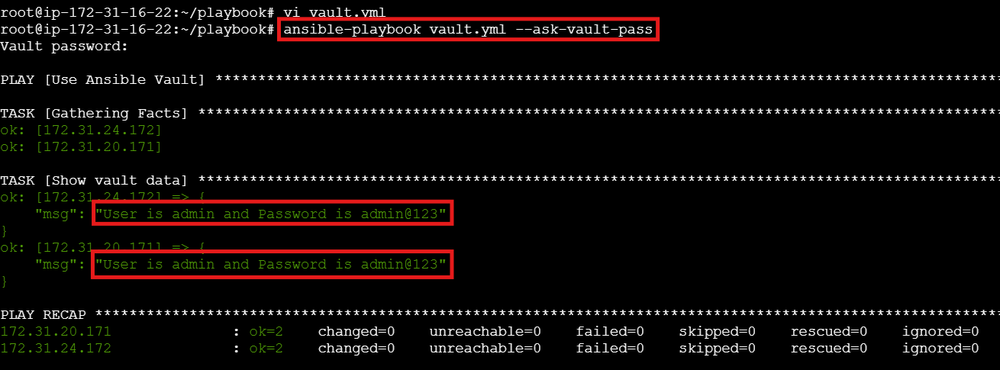 root@ip-172-31-16-22:~/playbook# vi vault.yml
root@ip-172-31-16-22:~/playbook# ansible-playbook vault.yml --ask-vault-pass
Vault password:
PLAY [Use Ansible Vault] *******************************************************************************************
TASK [Gathering Facts] *********************************************************************************************
ok: [172.31.24.172]
ok: [172.31.20.171]
TASK [Show vault data] *********************************************************************************************
ok: [172.31.24.172] => {
    "msg": "User is admin and Password is admin@123"
}
ok: [172.31.20.171] => {
    "msg": "User is admin and Password is admin@123"
}
PLAY RECAP *********************************************************************************************************
172.31.20.171              : ok=2    changed=0    unreachable=0    failed=0    skipped=0    rescued=0    ignored=0
172.31.24.172              : ok=2    changed=0    unreachable=0    failed=0    skipped=0    rescued=0    ignored=0